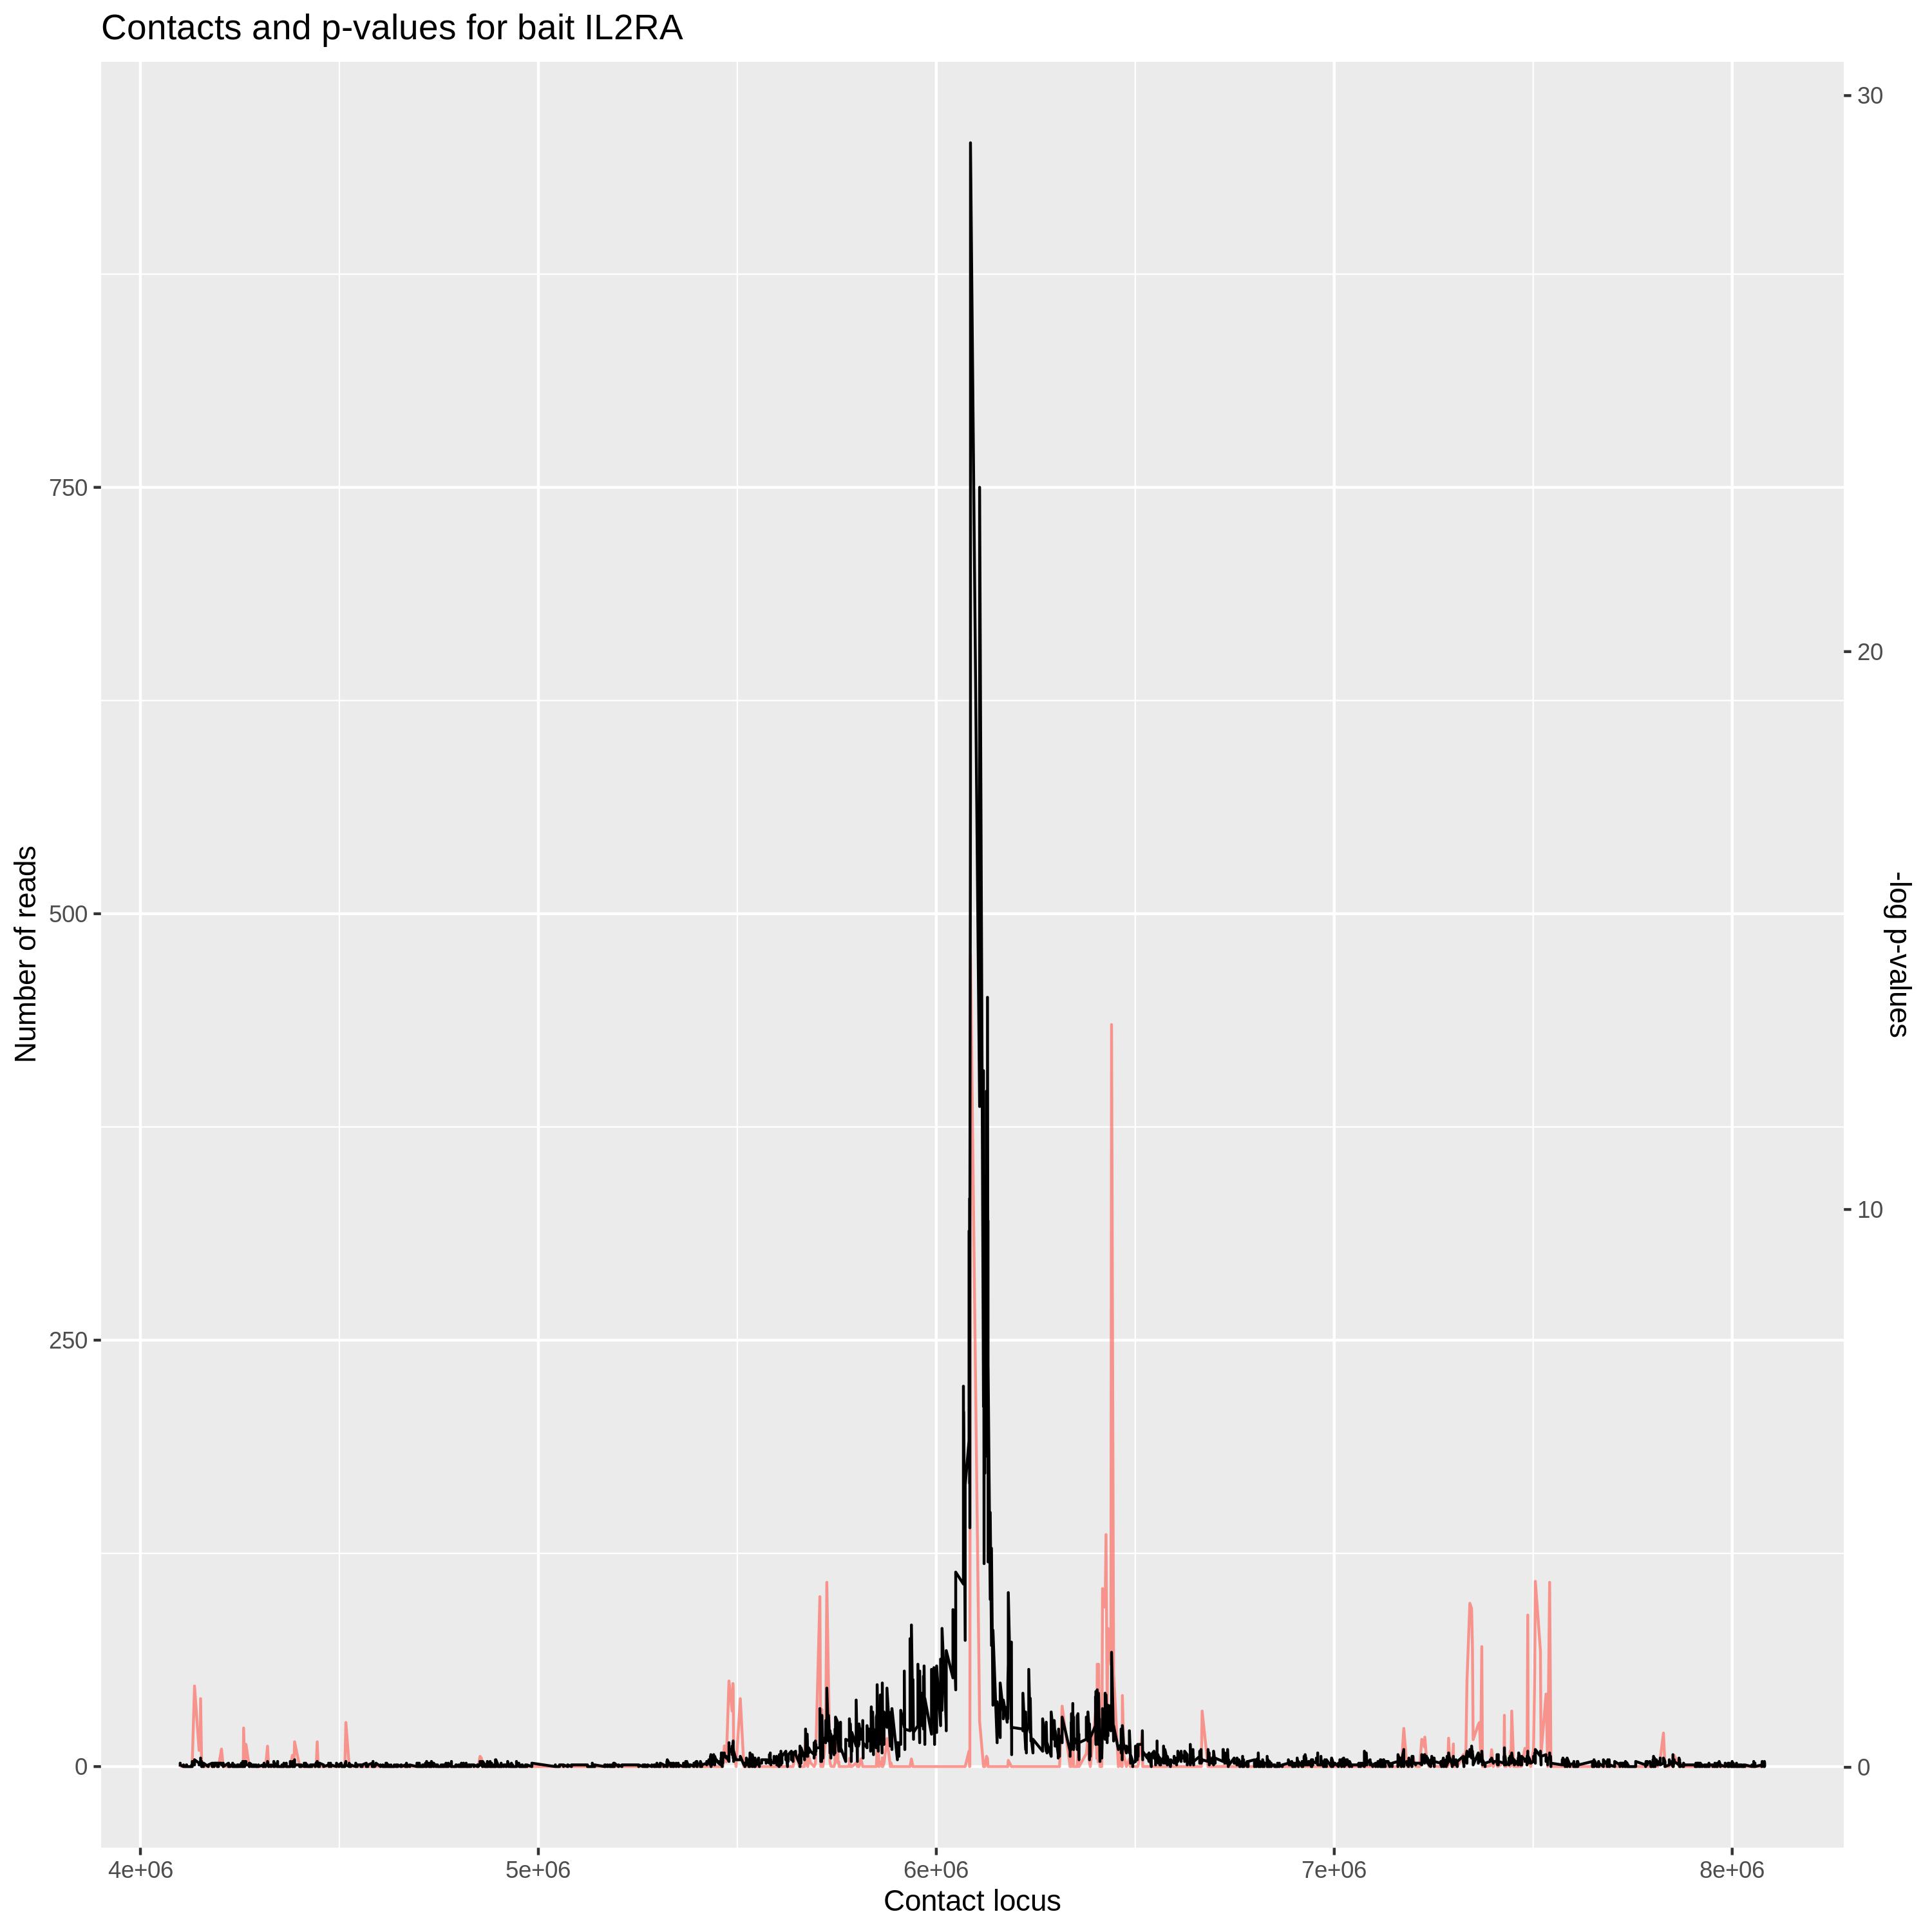 Contacts and p-values for bait IL2RA
30
750
20
Number of reads
-log p-values
500
10
250
0
0
4e+06
5e+06
6e+06
7e+06
8e+06
Contact locus